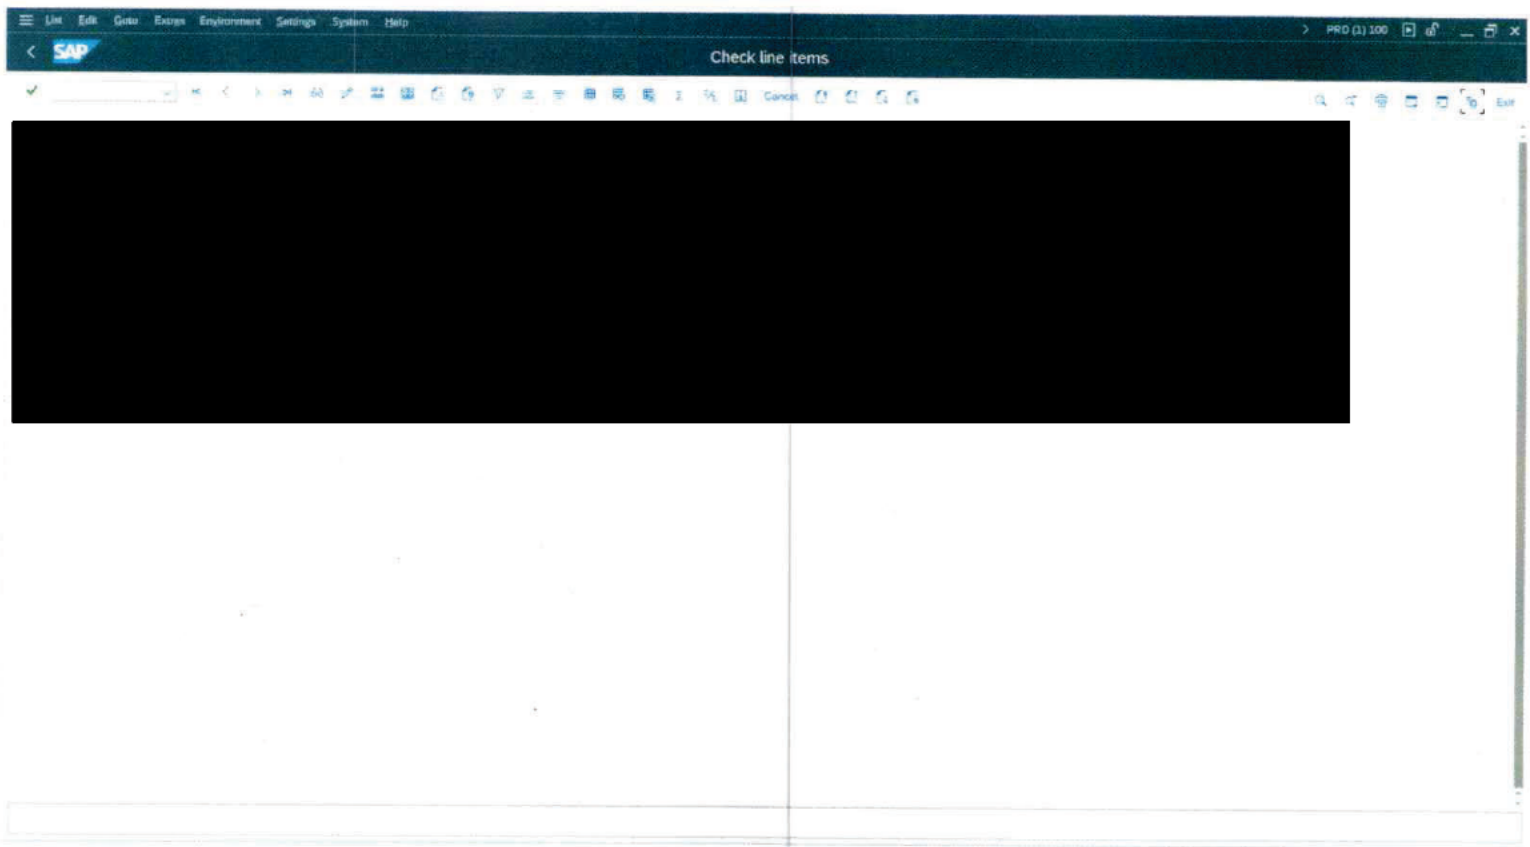 List Edit Goto Extras Environment Settings System Help
PRD (1) 100
SAP
Check line items
Cancel
Exit